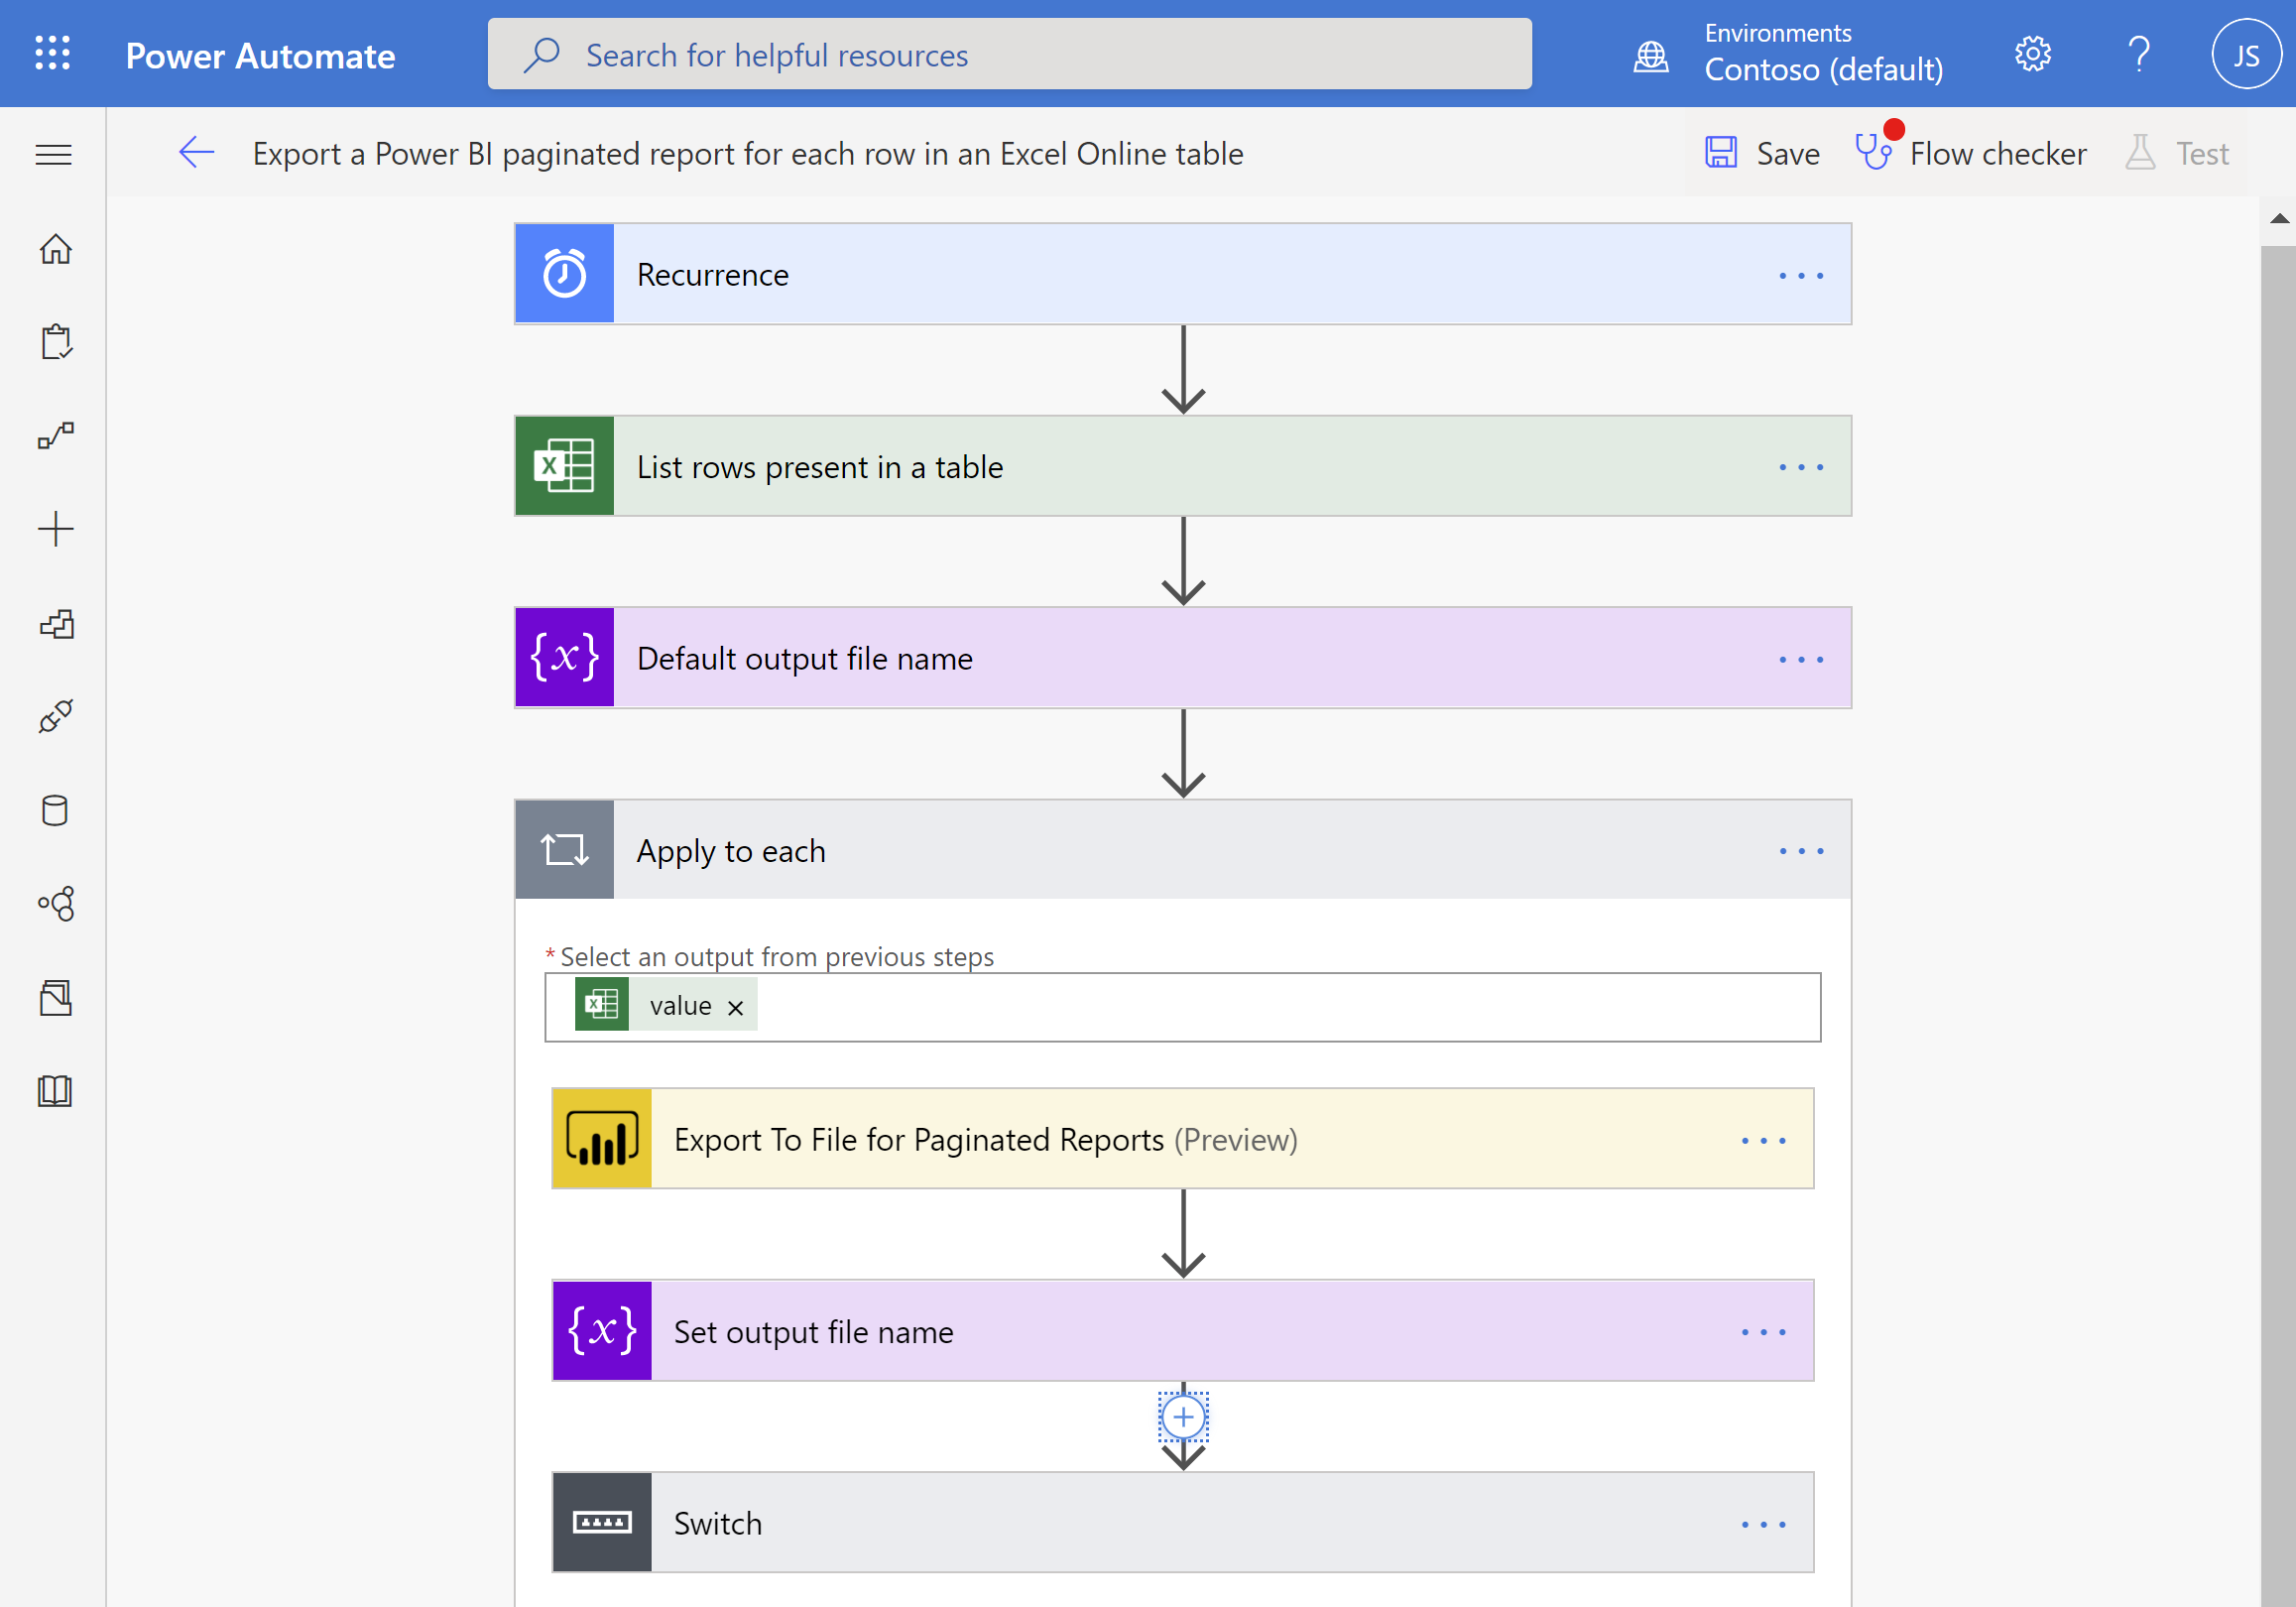 Power Automate
Search for helpful resources
Environments
Contoso (default)
JS
Export a Power BI paginated report for each row in an Excel Online table
Save
Flow checker
Test
Recurrence
List rows present in a table
{x}
Default output file name
Apply to each
* Select an output from previous steps
value ×
Export To File for Paginated Reports (Preview)
{x}
Set output file name
Switch